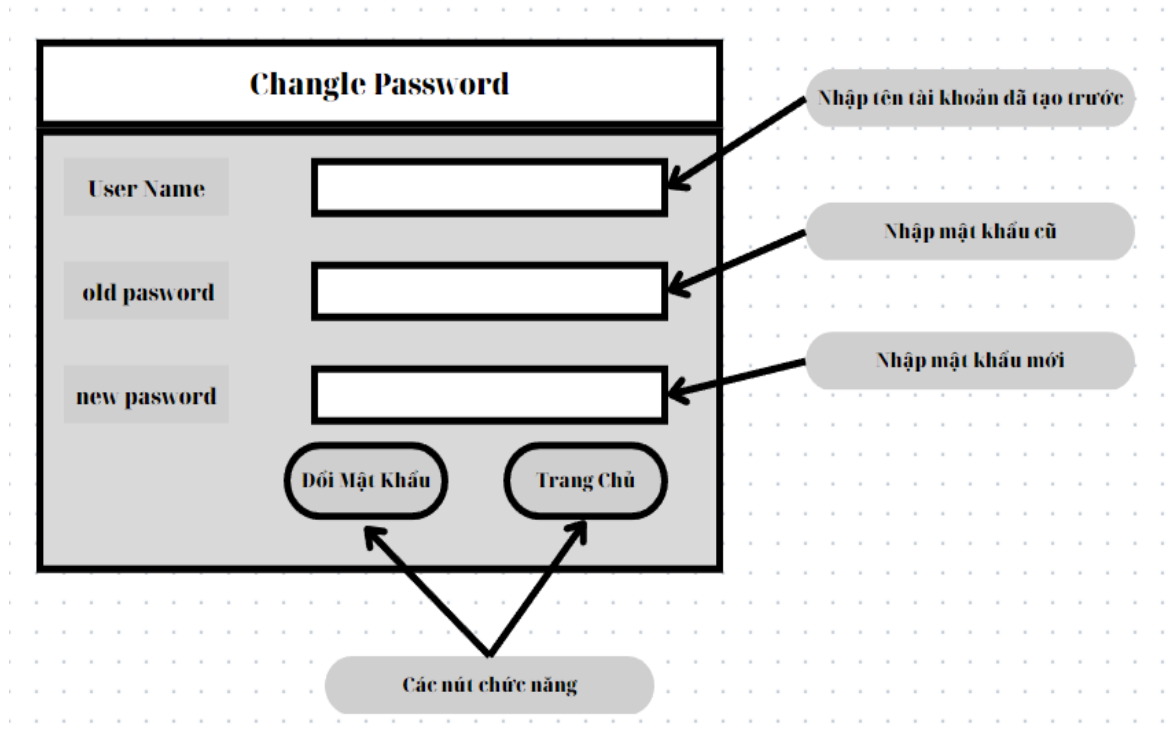 Changle Password
Nhập tên tài khoản đã tạo trước
User Name
Nhập mật khẩu cũ
old pasword
Nhập mật khẩu mới
new pasword
Đổi Mật Khẩu
Trang Chủ
Các nút chức năng